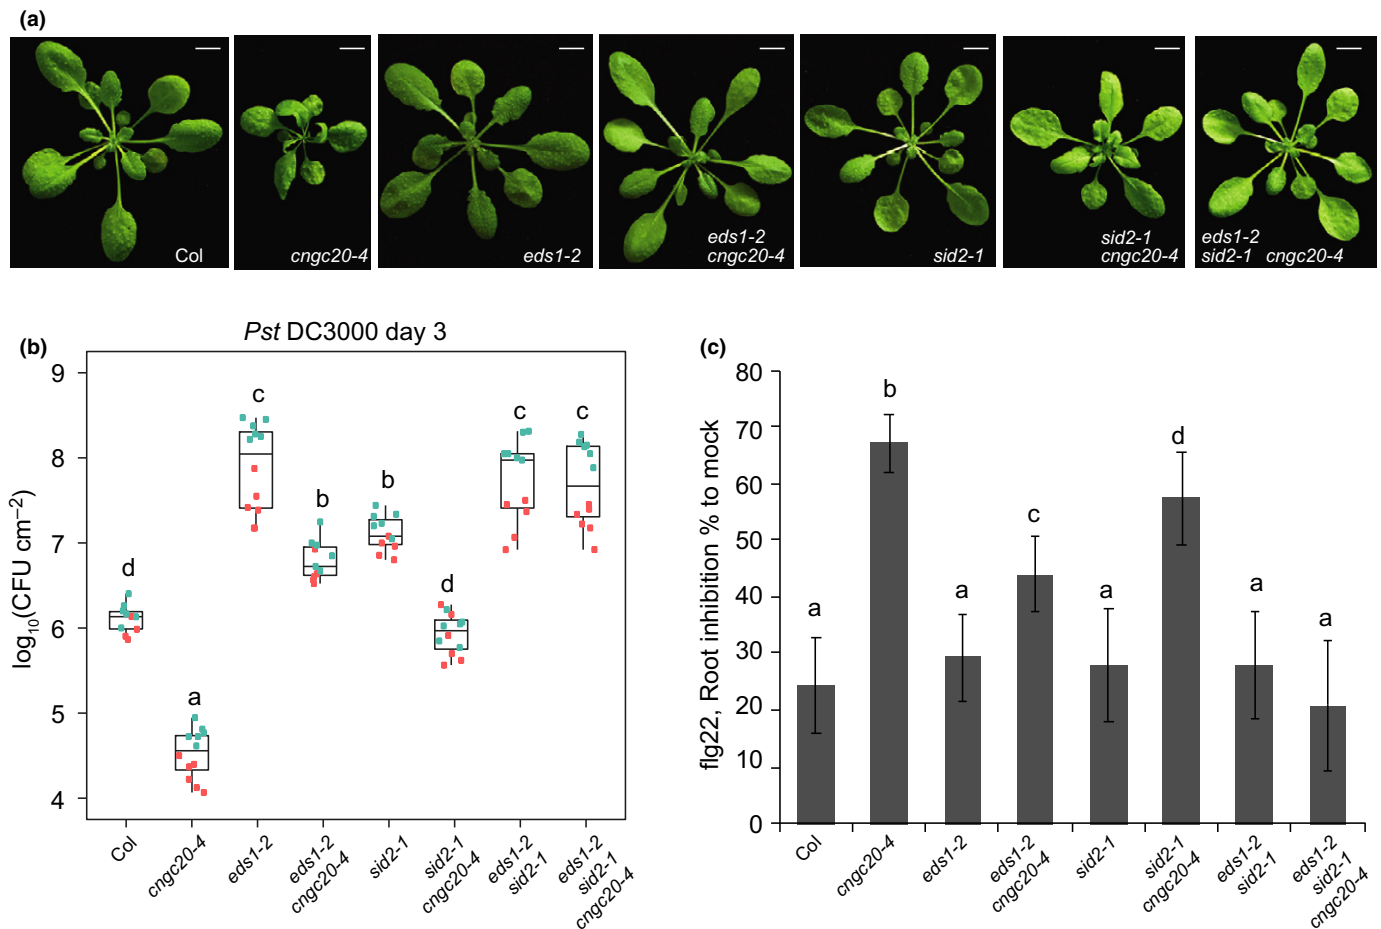 (a)
Col
cngc20-4
eds1-2
eds1-2
cngc20-4
sid2-1
sid2-1
cngc20-4
eds1-2
sid2-1 cngc20-4
(b)
Pst DC3000 day 3
log10(CFU cm–2)
9
8
7
6
5
4
d
a
c
b
b
d
c
c
Col
cngc20-4
eds1-2
eds1-2
cngc20-4
sid2-1
sid2-1
cngc20-4
eds1-2
sid2-1
eds1-2
sid2-1
cngc20-4
(c)
flg22, Root inhibition % to mock
80
70
60
50
40
30
20
10
0
a
b
a
c
a
d
a
a
Col
cngc20-4
eds1-2
eds1-2
cngc20-4
sid2-1
sid2-1
cngc20-4
eds1-2
sid2-1
eds1-2
sid2-1
cngc20-4